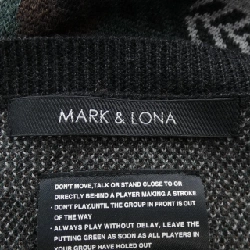 MARK & LONA
DON'T MOVE,TALK OR STAND CLOSE TO OR
DIRECTLY BEHIND A PLAYER MAKING A STROKE
- DON'T PLAY,UNTIL THE GROUP IN FRONT IS OUT
OF THE WAY
- ALWAYS PLAY WITHOUT DELAY, LEAVE THE
PUTTING GREEN AS SOON AS ALL PLAYERS IN
YOUR GROUP HAVE HOLED OUT